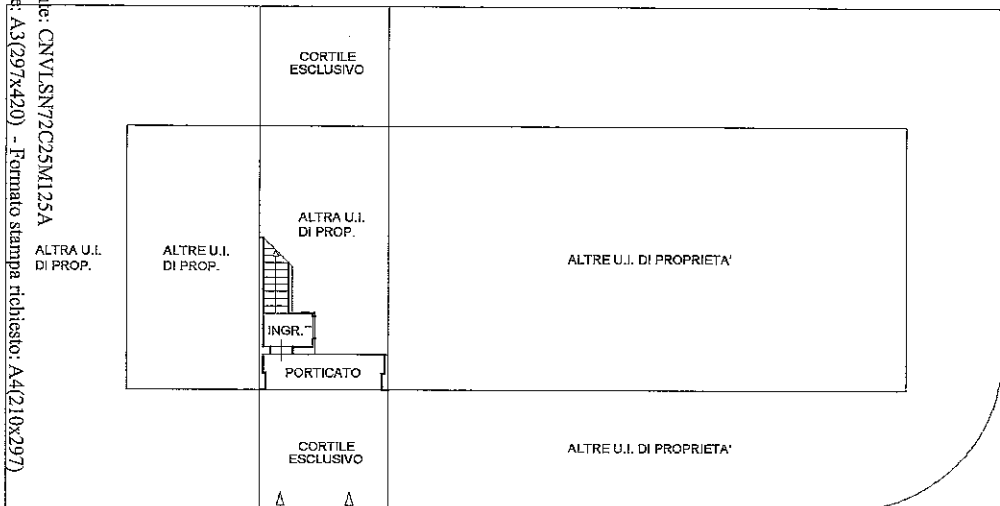 CORTILE
ESCLUSIVO
ALTRA U.I.
DI PROP.
ALTRA U.I.
DI PROP.
ALTRE U.I.
DI PROP.
ALTRE U.I. DI PROPRIETA'
INGR.
PORTICATO
CORTILE
ESCLUSIVO
ALTRE U.I. DI PROPRIETA'
nte: CNVLSN72C25M125A
e: A3(297x420) - Formato stampa richiesto: A4(210x297)